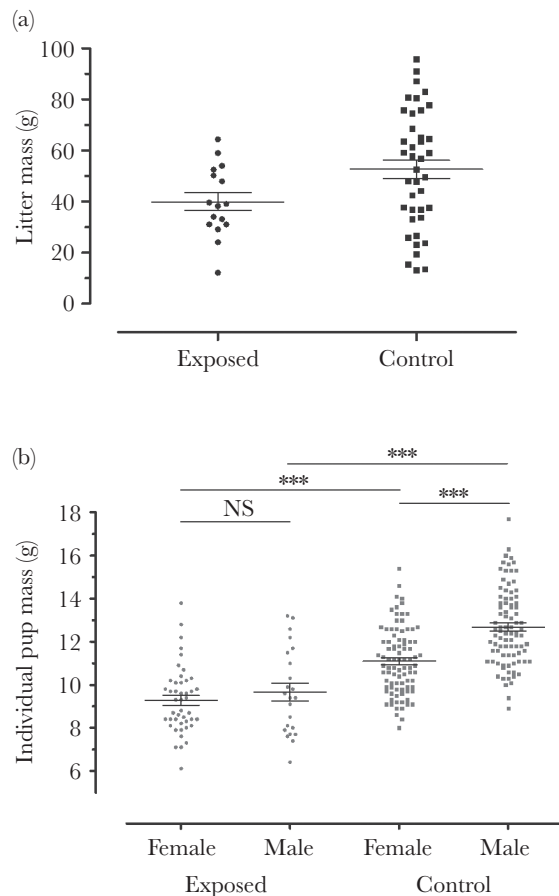 (a)
100
80
60
40
20
0
Litter mass (g)
Exposed Control
(b)
***
*** ***
NS
18
16
14
12
10
8
6
Individual pup mass (g)
Female Male Female Male
Exposed Control